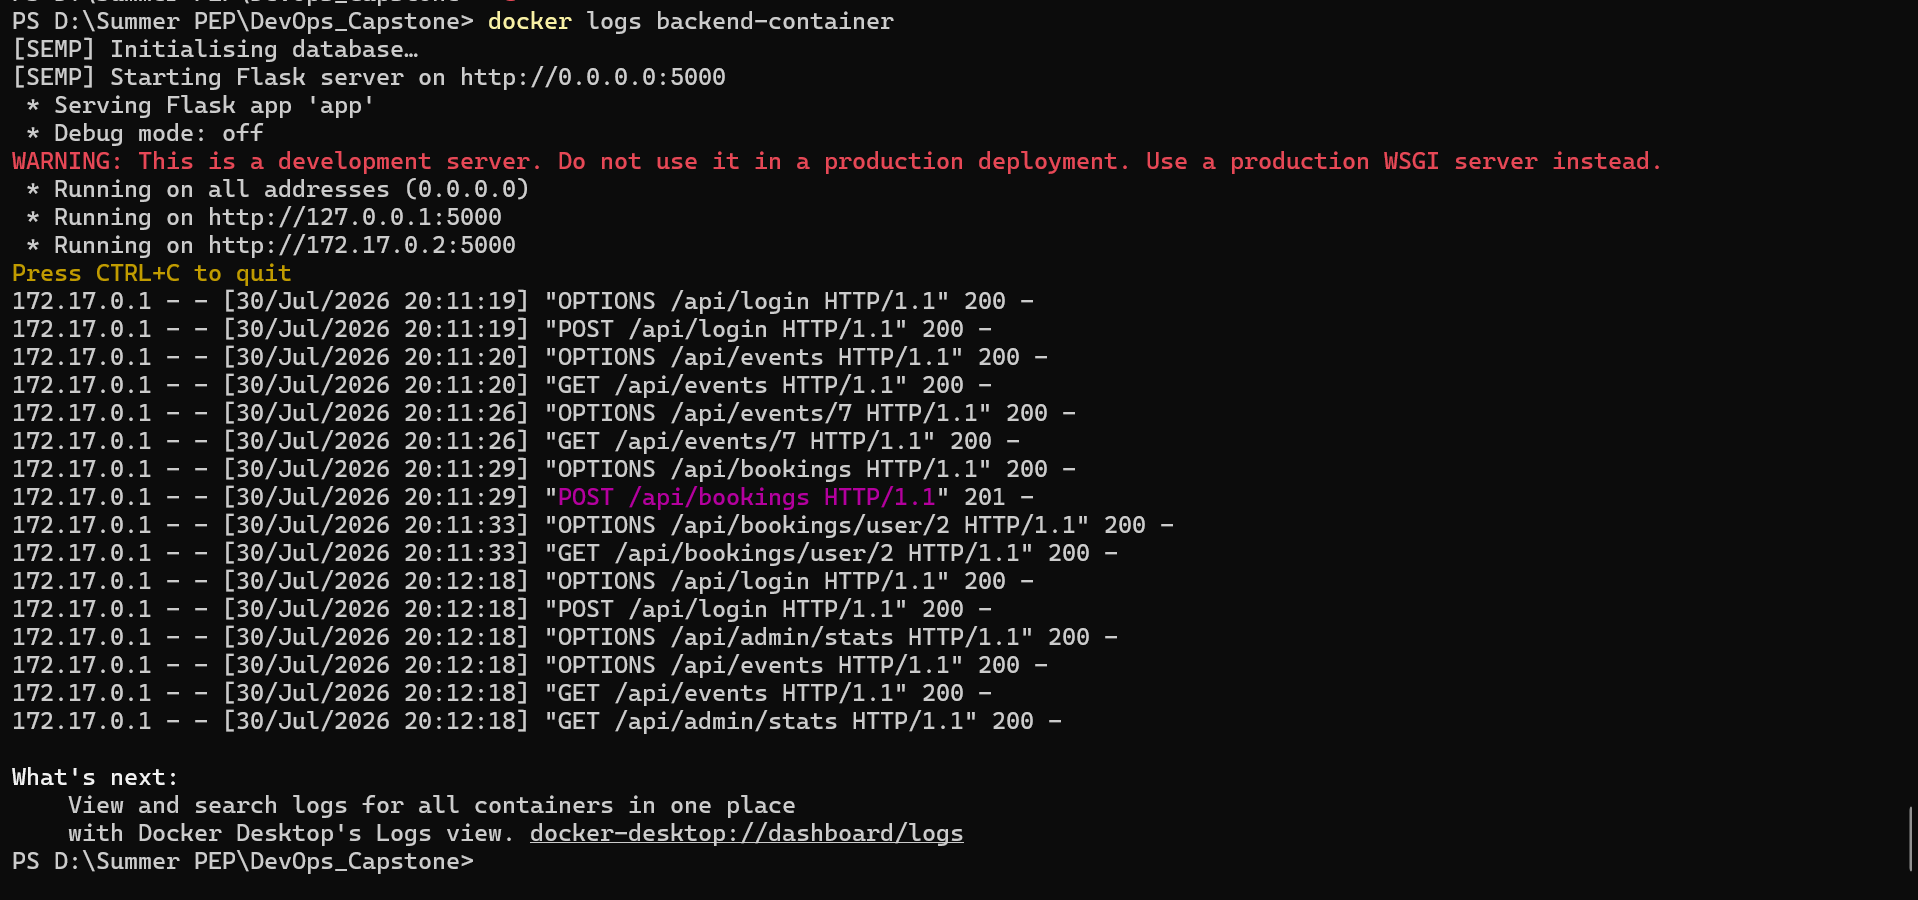 PS D:\Summer PEP\DevOps_Capstone> docker logs backend-container
[SEMP] Initialising database…
[SEMP] Starting Flask server on http://0.0.0.0:5000
 * Serving Flask app 'app'
 * Debug mode: off
WARNING: This is a development server. Do not use it in a production deployment. Use a production WSGI server instead.
 * Running on all addresses (0.0.0.0)
 * Running on http://127.0.0.1:5000
 * Running on http://172.17.0.2:5000
Press CTRL+C to quit
172.17.0.1 - - [30/Jul/2026 20:11:19] "OPTIONS /api/login HTTP/1.1" 200 -
172.17.0.1 - - [30/Jul/2026 20:11:19] "POST /api/login HTTP/1.1" 200 -
172.17.0.1 - - [30/Jul/2026 20:11:20] "OPTIONS /api/events HTTP/1.1" 200 -
172.17.0.1 - - [30/Jul/2026 20:11:20] "GET /api/events HTTP/1.1" 200 -
172.17.0.1 - - [30/Jul/2026 20:11:26] "OPTIONS /api/events/7 HTTP/1.1" 200 -
172.17.0.1 - - [30/Jul/2026 20:11:26] "GET /api/events/7 HTTP/1.1" 200 -
172.17.0.1 - - [30/Jul/2026 20:11:29] "OPTIONS /api/bookings HTTP/1.1" 200 -
172.17.0.1 - - [30/Jul/2026 20:11:29] "POST /api/bookings HTTP/1.1" 201 -
172.17.0.1 - - [30/Jul/2026 20:11:33] "OPTIONS /api/bookings/user/2 HTTP/1.1" 200 -
172.17.0.1 - - [30/Jul/2026 20:11:33] "GET /api/bookings/user/2 HTTP/1.1" 200 -
172.17.0.1 - - [30/Jul/2026 20:12:18] "OPTIONS /api/login HTTP/1.1" 200 -
172.17.0.1 - - [30/Jul/2026 20:12:18] "POST /api/login HTTP/1.1" 200 -
172.17.0.1 - - [30/Jul/2026 20:12:18] "OPTIONS /api/admin/stats HTTP/1.1" 200 -
172.17.0.1 - - [30/Jul/2026 20:12:18] "OPTIONS /api/events HTTP/1.1" 200 -
172.17.0.1 - - [30/Jul/2026 20:12:18] "GET /api/events HTTP/1.1" 200 -
172.17.0.1 - - [30/Jul/2026 20:12:18] "GET /api/admin/stats HTTP/1.1" 200 -
What's next:
    View and search logs for all containers in one place
    with Docker Desktop's Logs view. docker-desktop://dashboard/logs
PS D:\Summer PEP\DevOps_Capstone>